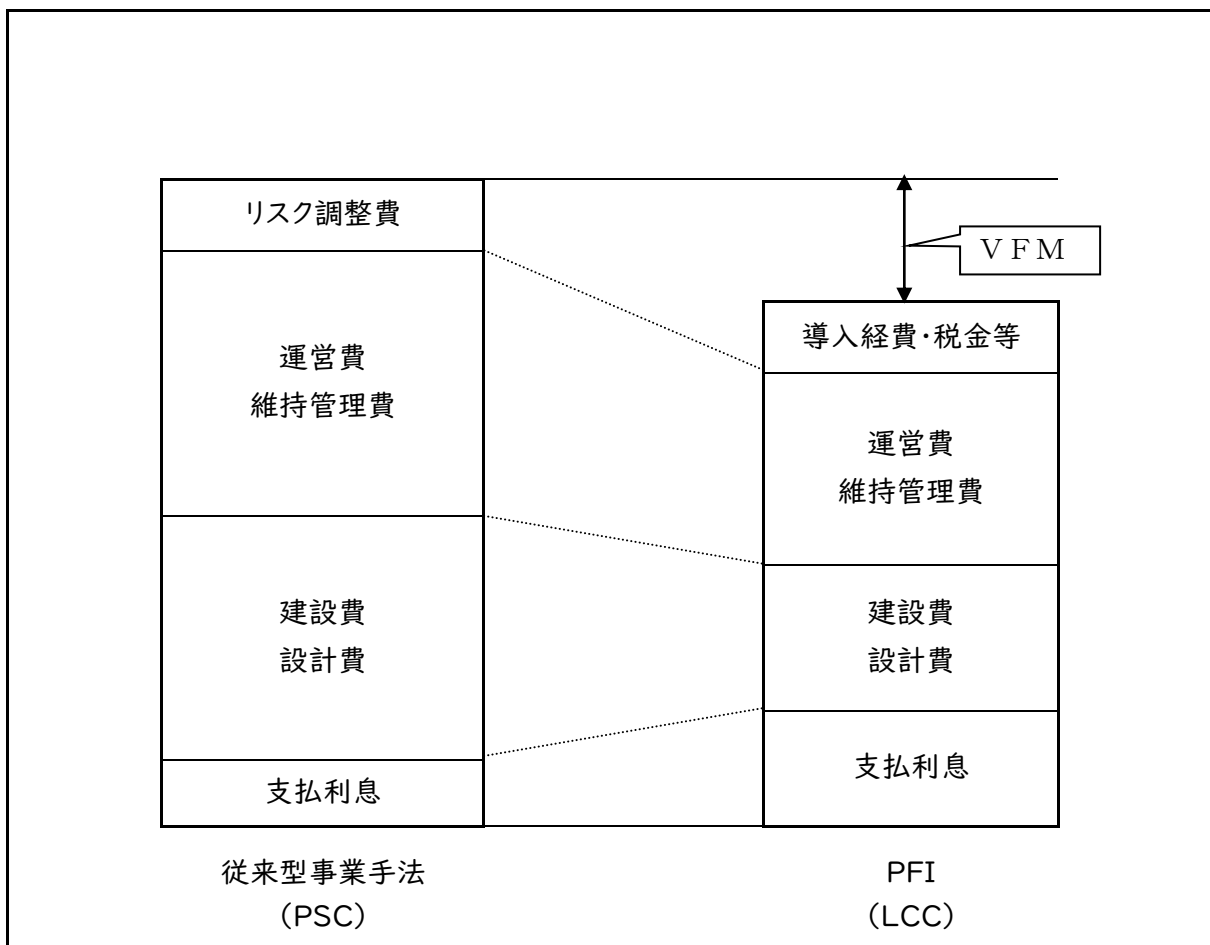 リスク調整費
運営費
維持管理費
建設費
設計費
支払利息
従来型事業手法
(PSC)
ＶＦＭ
導入経費・税金等
運営費
維持管理費
建設費
設計費
支払利息
PFI
(LCC)